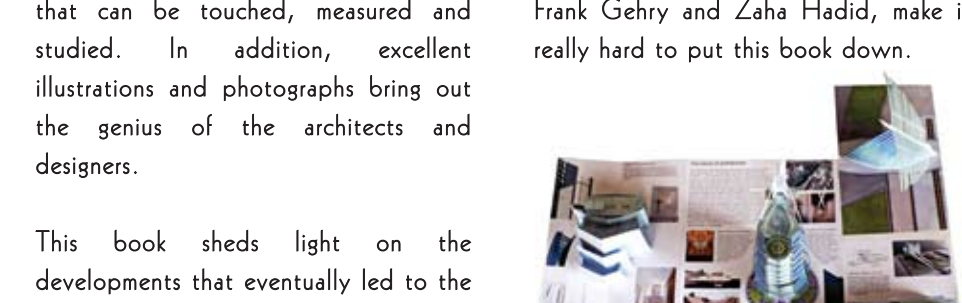 that can be touched, measured and
studied. In addition, excellent
illustrations and photographs bring out
the genius of the architects and
designers.
This book sheds light on the
developments that eventually led to the
Frank Gehry and Zaha Hadid, make
really hard to put this book down.